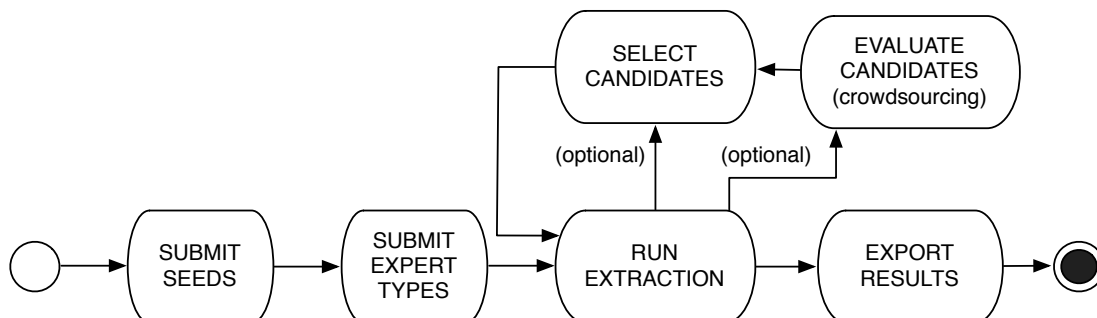 SELECT
CANDIDATES
EVALUATE
CANDIDATES
(crowdsourcing)
(optional)
(optional)
SUBMIT
SEEDS
SUBMIT
EXPERT
TYPES
RUN
EXTRACTION
EXPORT
RESULTS